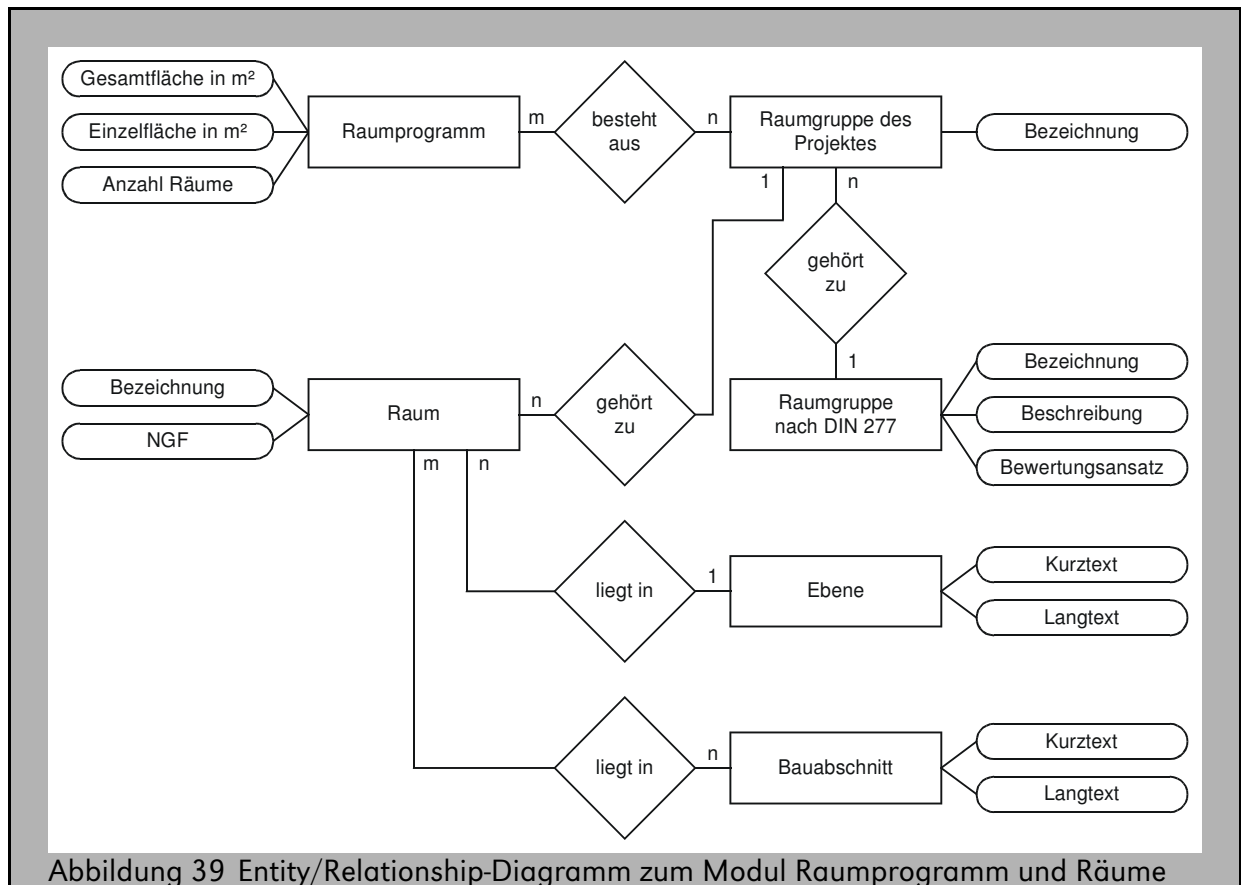 Gesamtfläche in m²
Einzelfläche in m²
Anzahl Räume
Raumprogramm
m
besteht
aus
n
Raumgruppe des
Projektes
Bezeichnung
1
n
gehört
zu
1
Bezeichnung
NGF
Raum
n
gehört
zu
Raumgruppe
nach DIN 277
Bezeichnung
Beschreibung
Bewertungsansatz
m
n
liegt in
1
Ebene
Kurztext
Langtext
liegt in
n
Bauabschnitt
Kurztext
Langtext
Abbildung 39 Entity/Relationship-Diagramm zum Modul Raumprogramm und Räume